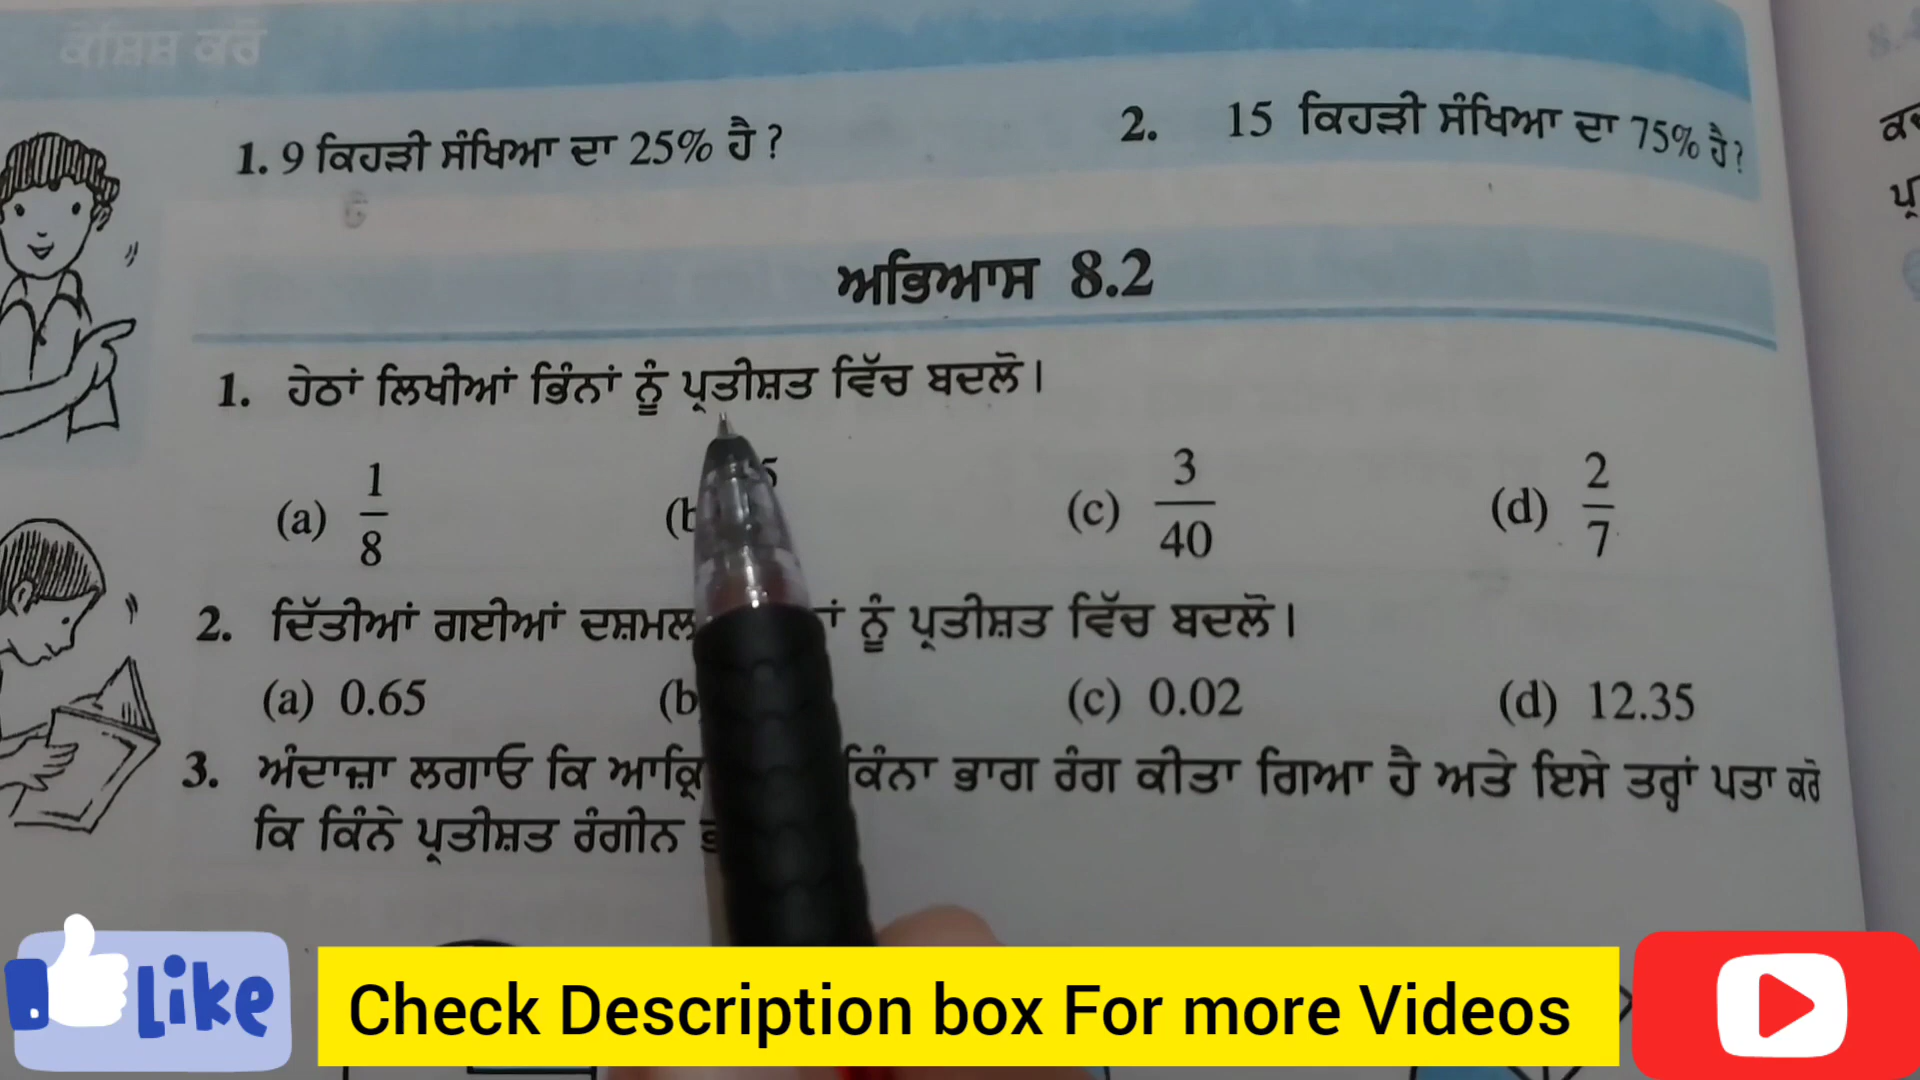 ਕੋਸ਼ਿਸ਼ ਕਰੋ
1. 9 ਕਿਹੜੀ ਸੰਖਿਆ ਦਾ 25% ਹੈ ?
2. 15 ਕਿਹੜੀ ਸੰਖਿਆ ਦਾ 75% ਹੈ ?
ਅਭਿਆਸ 8.2
1. ਹੇਠਾਂ ਲਿਖੀਆਂ ਭਿੰਨਾਂ ਨੂੰ ਪ੍ਰਤੀਸ਼ਤ ਵਿੱਚ ਬਦਲੋ।
(a) 1/8 (b 5 (c) 3/40 (d) 2/7
2. ਦਿੱਤੀਆਂ ਗਈਆਂ ਦਸ਼ਮਲ ਾਂ ਨੂੰ ਪ੍ਰਤੀਸ਼ਤ ਵਿੱਚ ਬਦਲੋ।
(a) 0.65 (b (c) 0.02 (d) 12.35
3. ਅੰਦਾਜ਼ਾ ਲਗਾਓ ਕਿ ਆਕ੍ਰਿ ਕਿੰਨਾ ਭਾਗ ਰੰਗ ਕੀਤਾ ਗਿਆ ਹੈ ਅਤੇ ਇਸੇ ਤਰ੍ਹਾਂ ਪਤਾ ਕਰੋ
ਕਿ ਕਿੰਨੇ ਪ੍ਰਤੀਸ਼ਤ ਰੰਗੀਨ
Like
Check Description box For more Videos